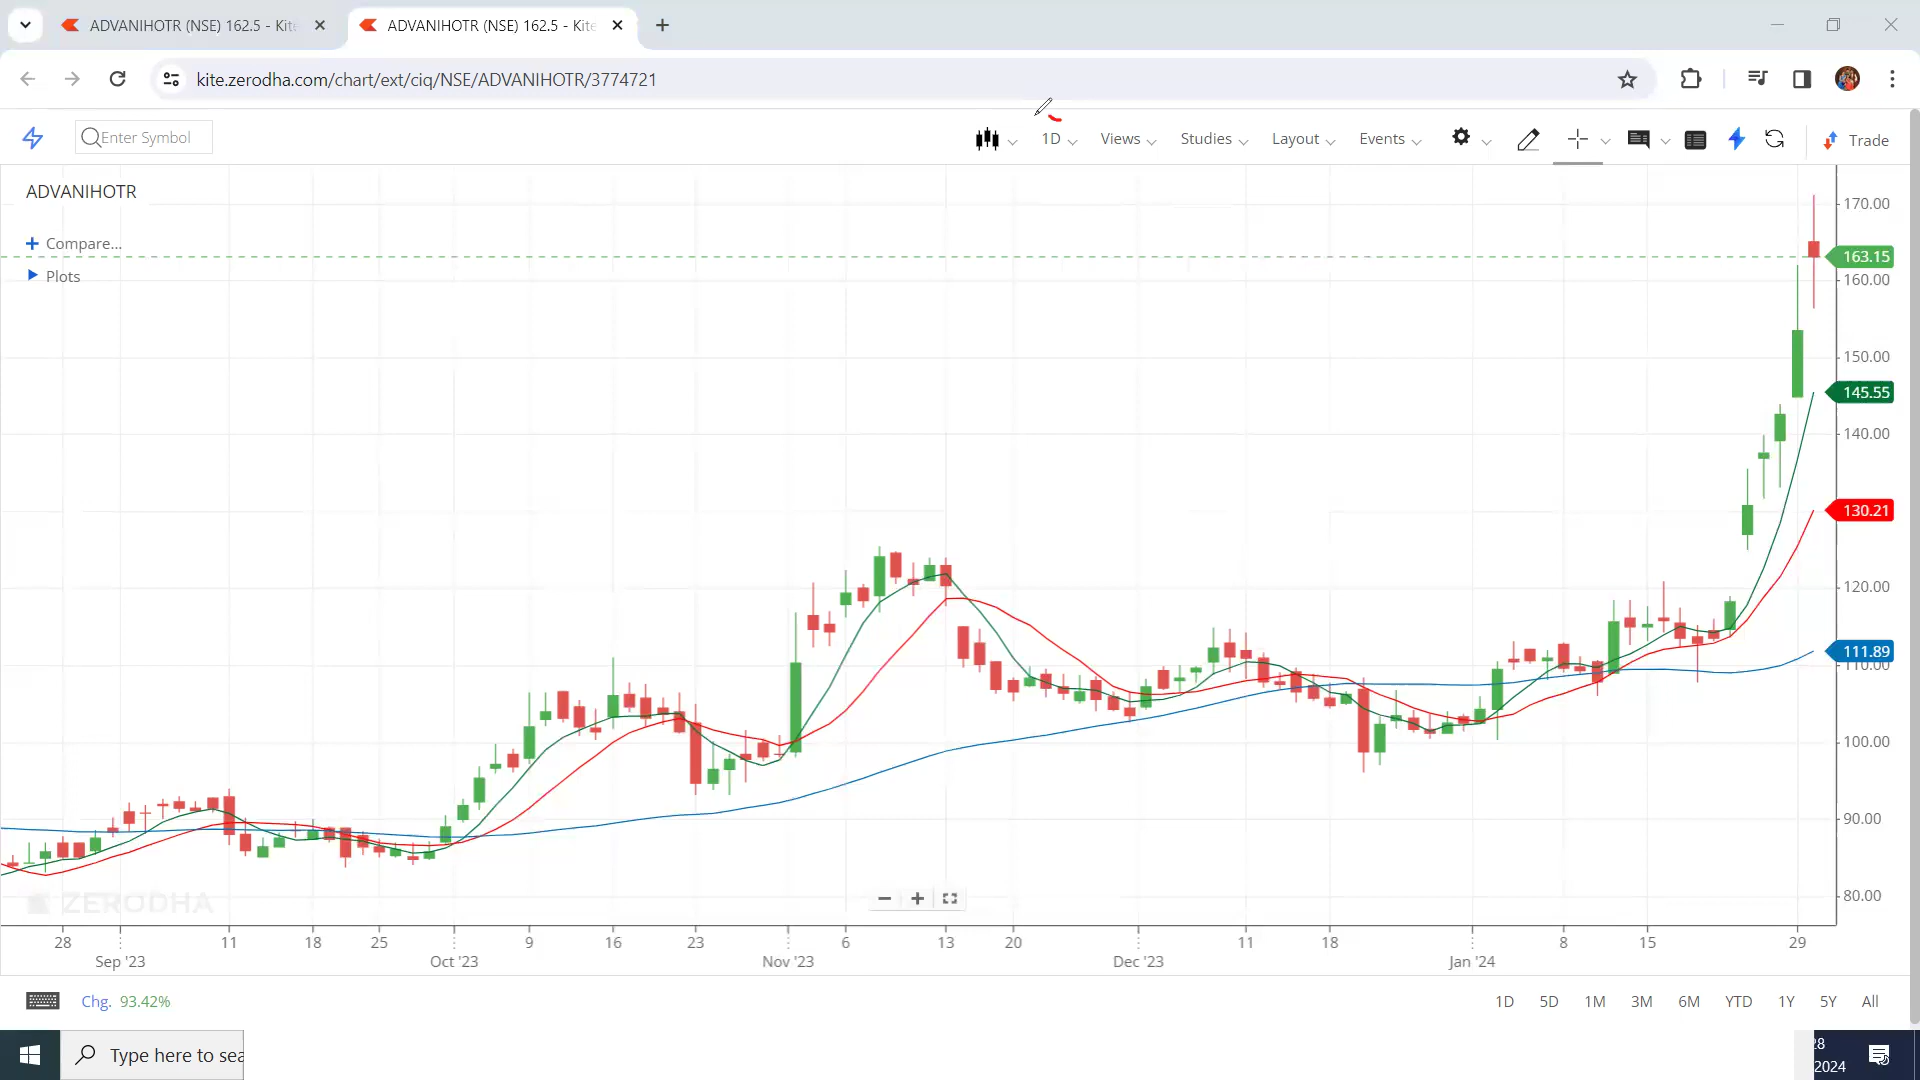 ADVANIHOTR (NSE) 162.5 - Kite
ADVANIHOTR (NSE) 162.5 - Kite
kite.zerodha.com/chart/ext/ciq/NSE/ADVANIHOTR/3774721
Enter Symbol
1D
Views
Studies
Layout
Events
Trade
ADVANIHOTR
Compare...
Plots
170.00
163.15
160.00
150.00
145.55
140.00
130.21
120.00
111.89
110.00
100.00
90.00
80.00
ZERODHA
28 11 18 25 9 16 23 6 13 20 11 18 8 15 29
Sep '23 Oct '23 Nov '23 Dec '23 Jan '24
Chg. 93.42%
1D 5D 1M 3M 6M YTD 1Y 5Y All
Type here to sea
28
2024